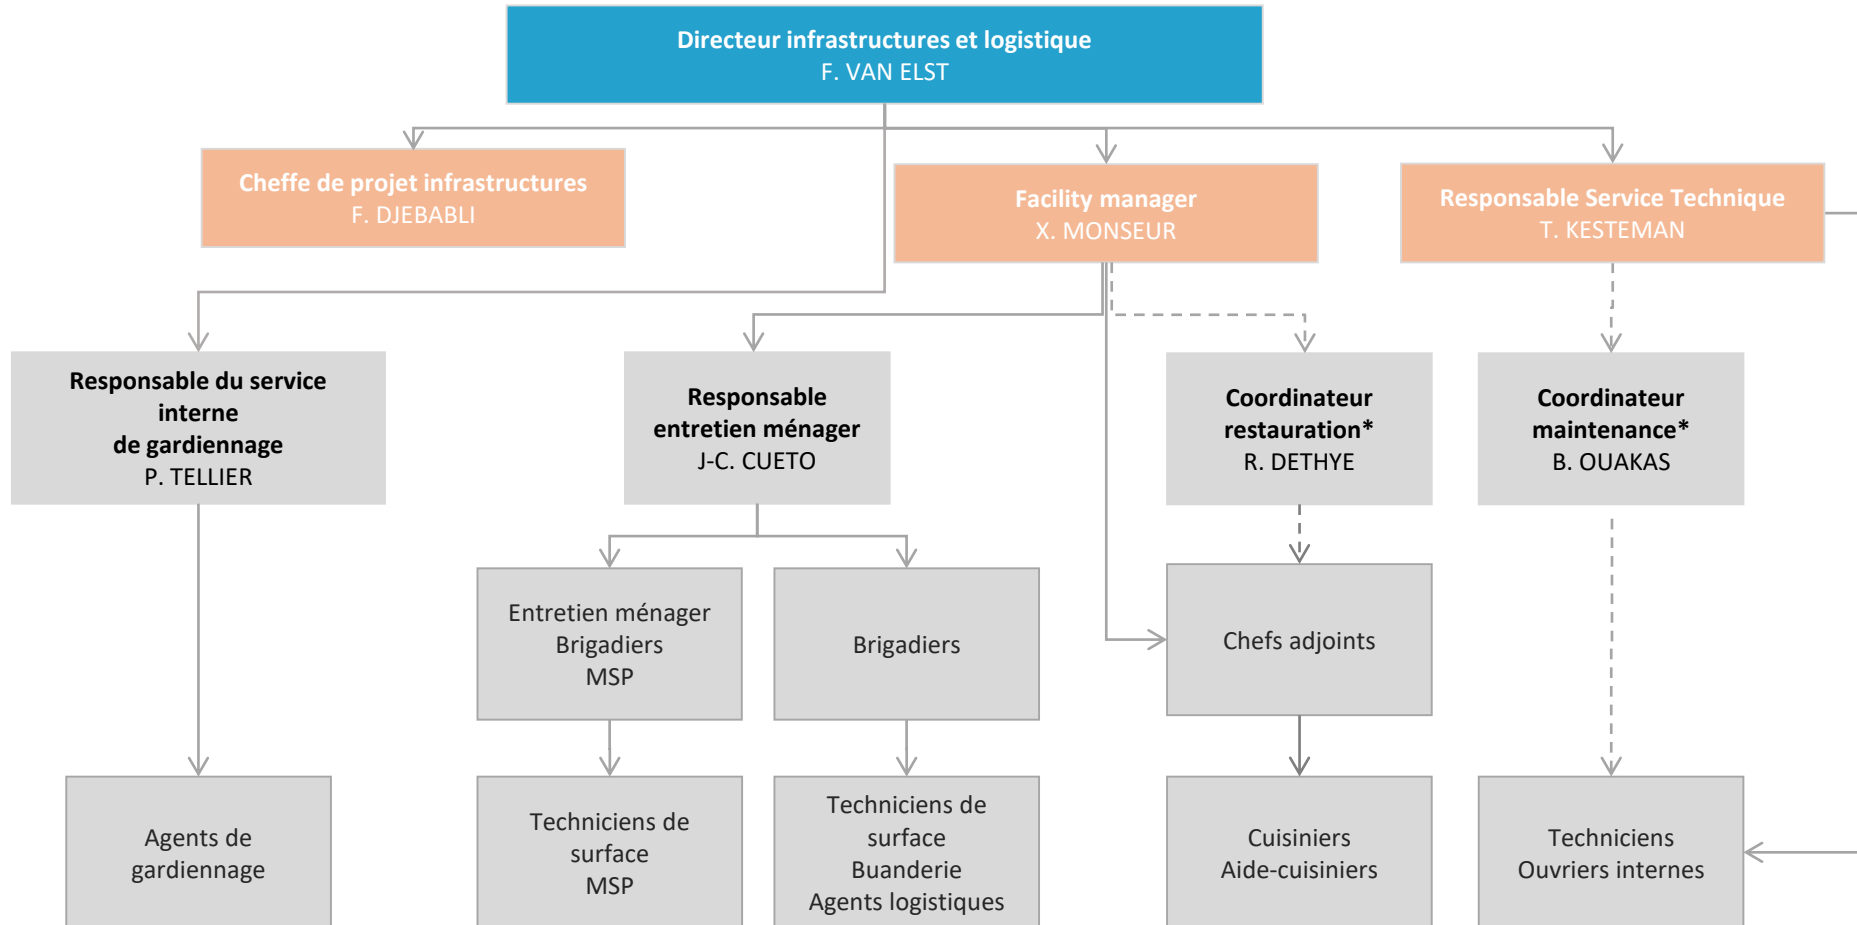 Directeur infrastructures et logistique
F. VAN ELST
Cheffe de projet infrastructures
F. DJEBABLI
Facility manager
X. MONSEUR
Responsable Service Technique
T. KESTEMAN
Responsable du service
interne
de gardiennage
P. TELLIER
Responsable
entretien ménager
J-C. CUETO
Coordinateur
restauration*
R. DETHYE
Coordinateur
maintenance*
B. OUAKAS
Entretien ménager
Brigadiers
MSP
Brigadiers
Chefs adjoints
Agents de
gardiennage
Techniciens de
surface
MSP
Techniciens de
surface
Buanderie
Agents logistiques
Cuisiniers
Aide-cuisiniers
Techniciens
Ouvriers internes